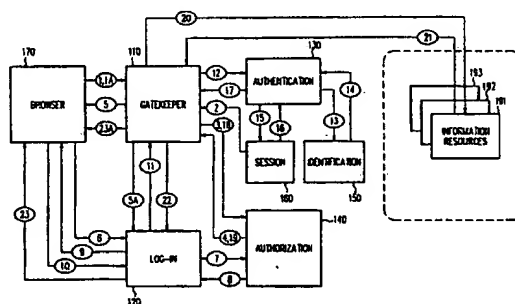 20
170
110
130
21
BROWSER
1,1A
GATEKEEPER
12
AUTHENTICATION
193
192
191
5
17
14
2
15
16
13
INFORMATION
RESOURCES
SESSION
IDENTIFICATION
11
5A
22
160
150
140
23
6
9
10
LOG-IN
7
8
AUTHORIZATION
120